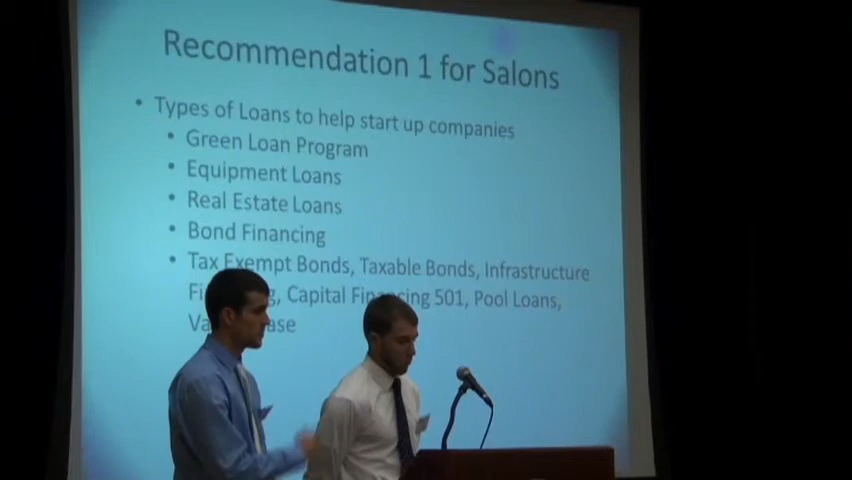 Recommendation 1 for Salons
• Types of Loans to help start up companies
• Green Loan Program
• Equipment Loans
• Real Estate Loans
• Bond Financing
• Tax Exempt Bonds, Taxable Bonds, Infrastructure
Capital Financing 501, Pool Loans,